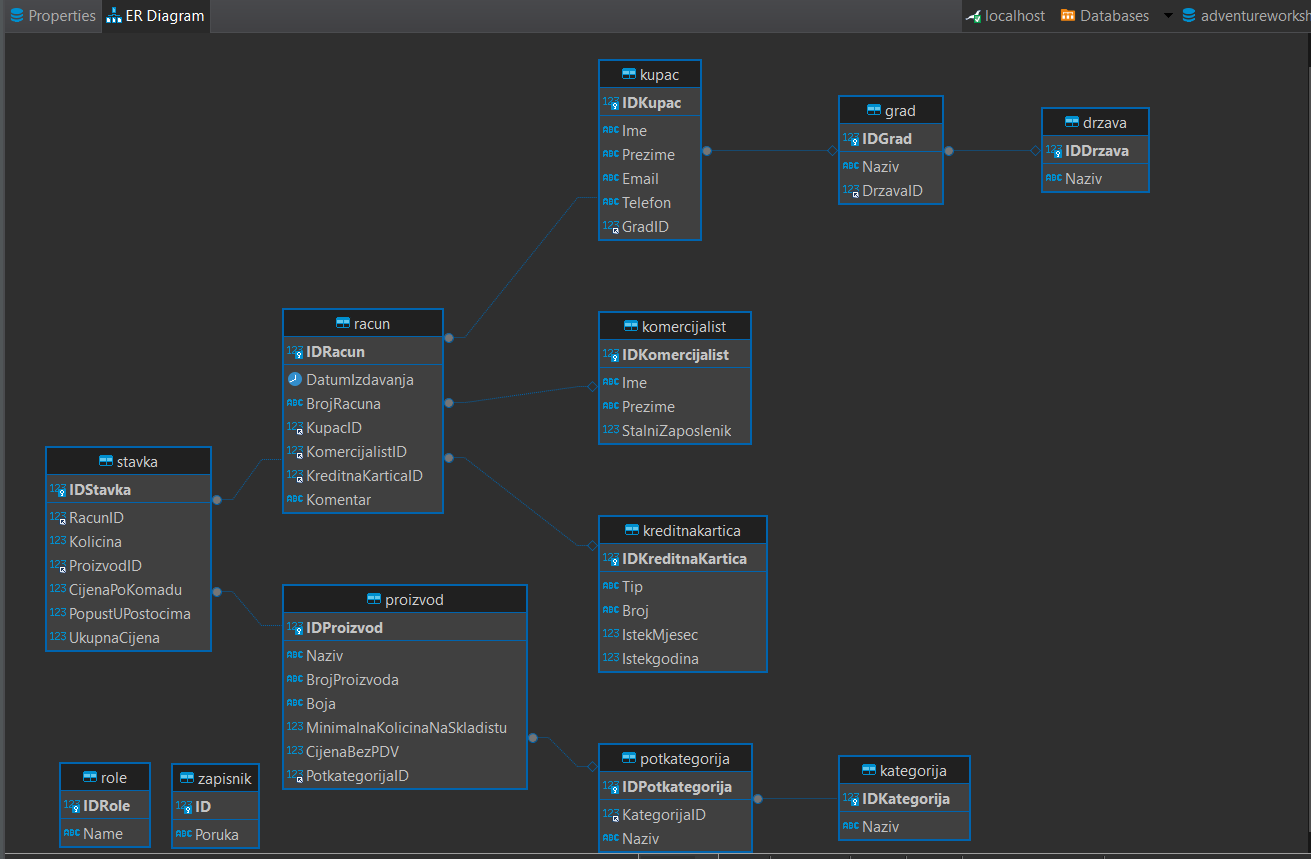 Properties
ER Diagram
localhost
Databases
adventureworksh
kupac
123 IDKupac
ABC Ime
ABC Prezime
ABC Email
ABC Telefon
123 GradID
grad
123 IDGrad
ABC Naziv
123 DrzavaID
drzava
123 IDDrzava
ABC Naziv
racun
123 IDRacun
DatumIzdavanja
ABC BrojRacuna
123 KupacID
123 KomercijalistID
123 KreditnaKarticaID
ABC Komentar
komercijalist
123 IDKomercijalist
ABC Ime
ABC Prezime
123 StalniZaposlenik
stavka
123 IDStavka
123 RacunID
123 Kolicina
123 ProizvodID
123 CijenaPoKomadu
123 PopustUPostocima
123 UkupnaCijena
kreditnakartica
123 IDKreditnaKartica
ABC Tip
ABC Broj
123 IstekMjesec
123 Istekgodina
proizvod
123 IDProizvod
ABC Naziv
ABC BrojProizvoda
ABC Boja
123 MinimalnaKolicinaNaSkladistu
123 CijenaBezPDV
123 PotkategorijaID
role
123 IDRole
ABC Name
zapisnik
123 ID
ABC Poruka
potkategorija
123 IDPotkategorija
123 KategorijaID
ABC Naziv
kategorija
123 IDKategorija
ABC Naziv